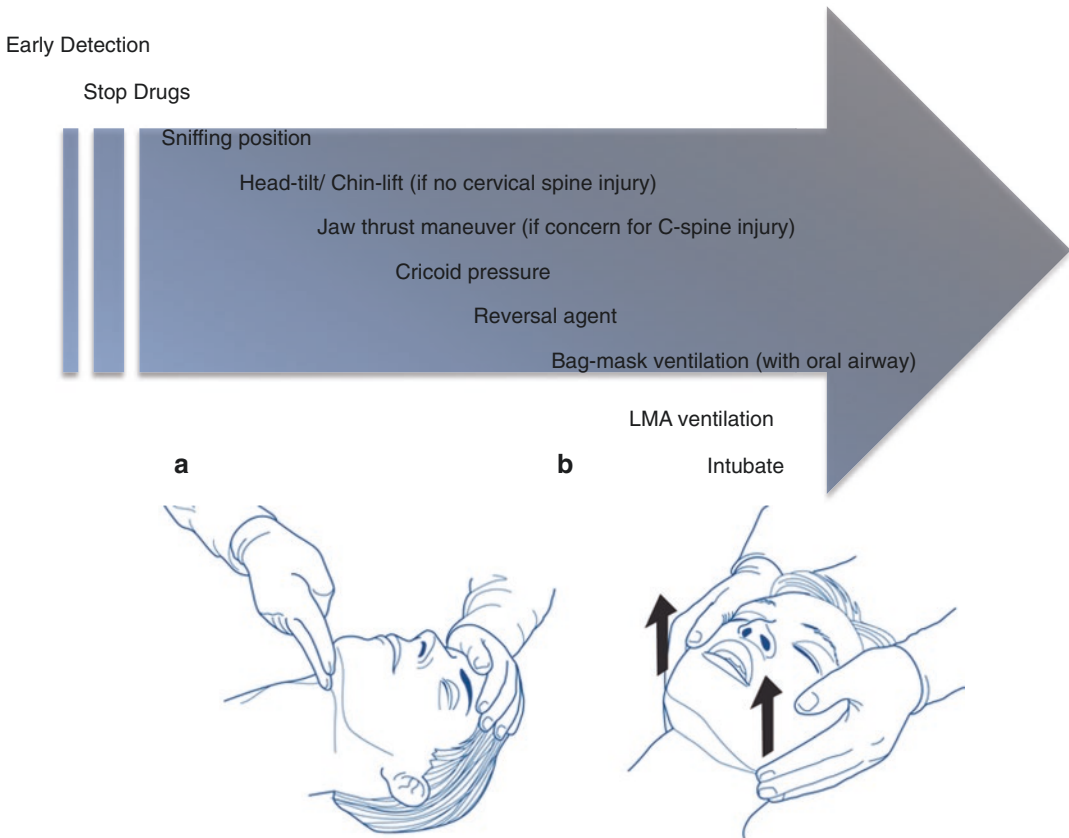 Early Detection
Stop Drugs
Sniffing position
Head-tilt/ Chin-lift (if no cervical spine injury)
Jaw thrust maneuver (if concern for C-spine injury)
Cricoid pressure
Reversal agent
Bag-mask ventilation (with oral airway)
LMA ventilation
a
b
Intubate